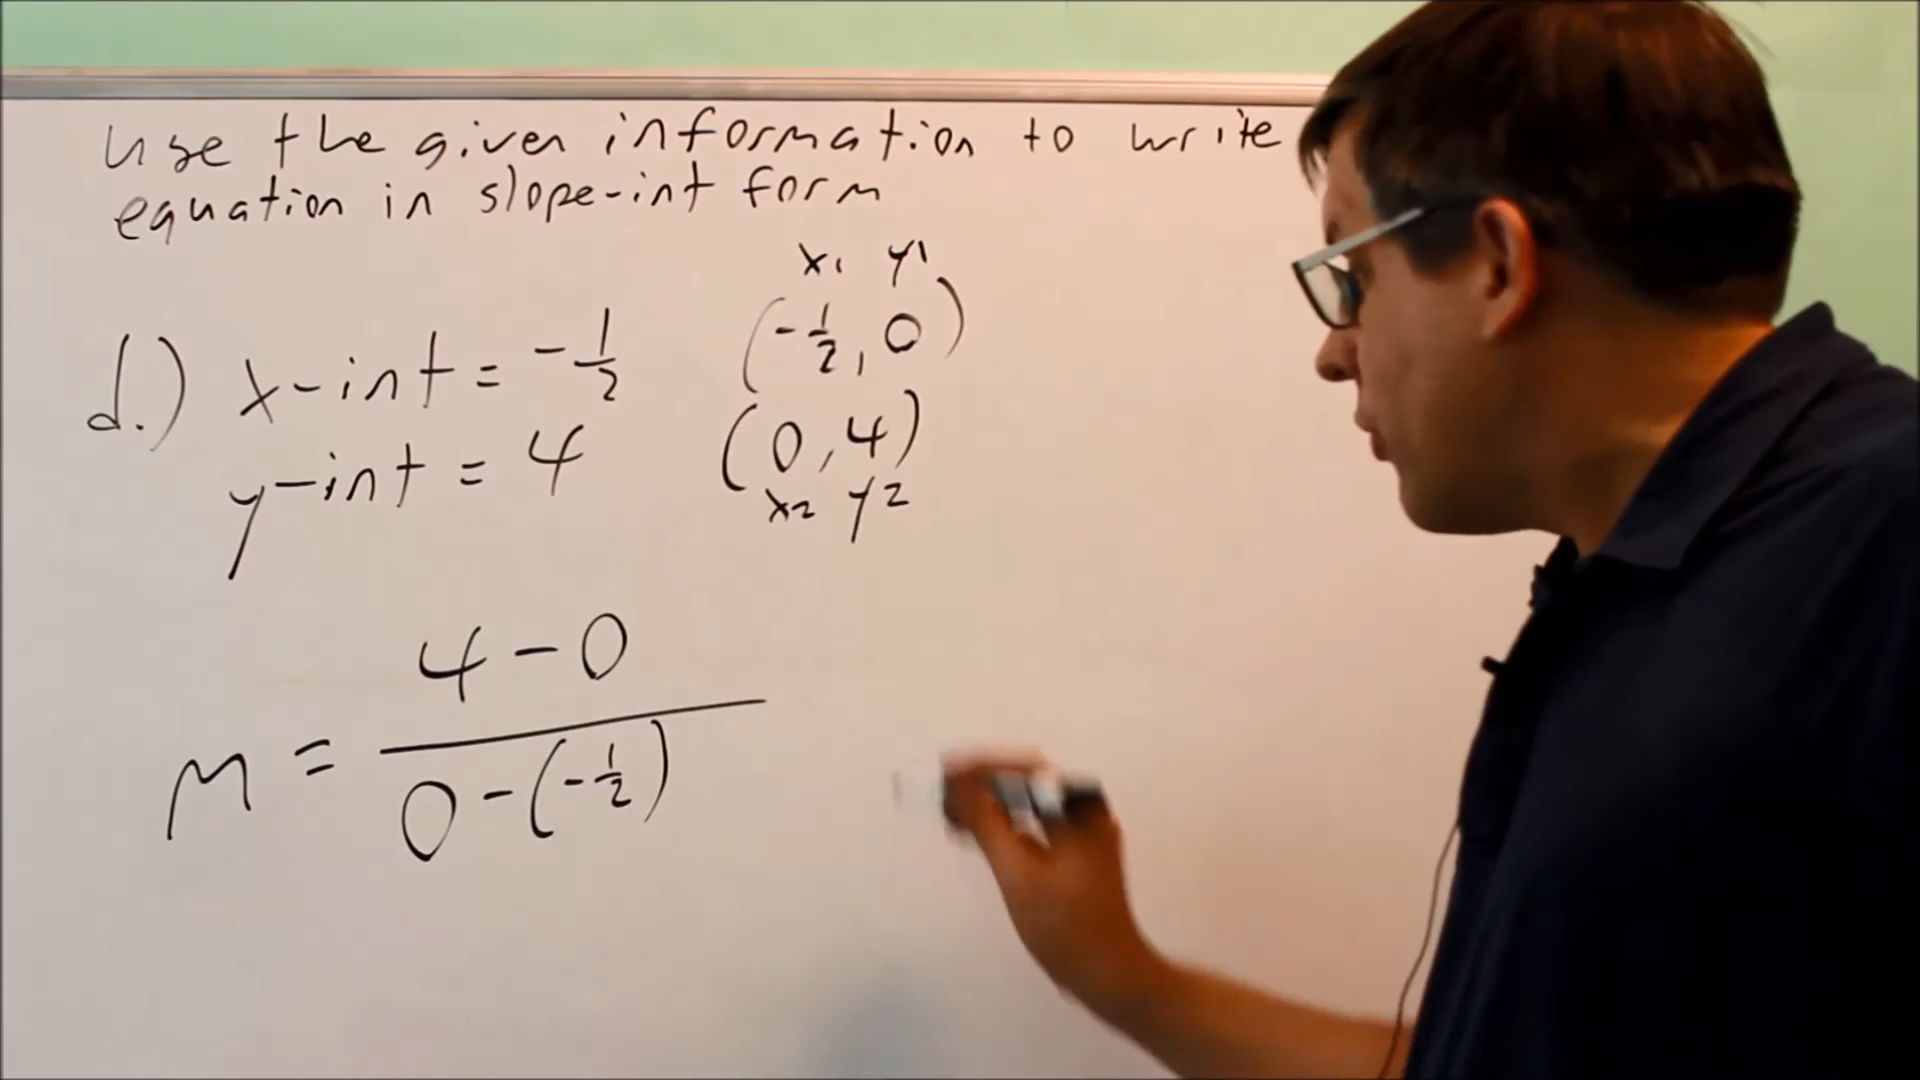 use the given information to write
equation in slope-int form
x1 y1
d.) x-int = -1/2 (-1/2, 0)
y-int = 4 (0,4)
x2 y2
4-0
m =
0-(-1/2)